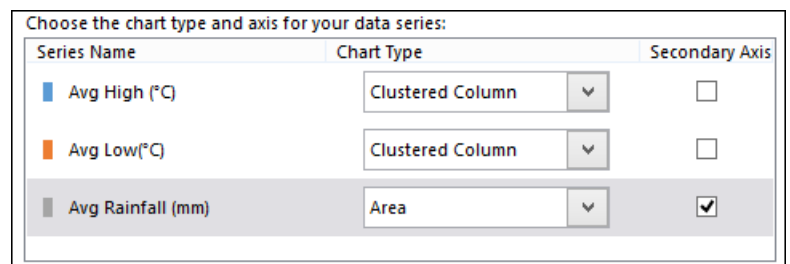 Choose the chart type and axis for your data series:
Series Name Chart Type Secondary Axis
Avg High (°C) Clustered Column
Avg Low(°C) Clustered Column
Avg Rainfall (mm) Area